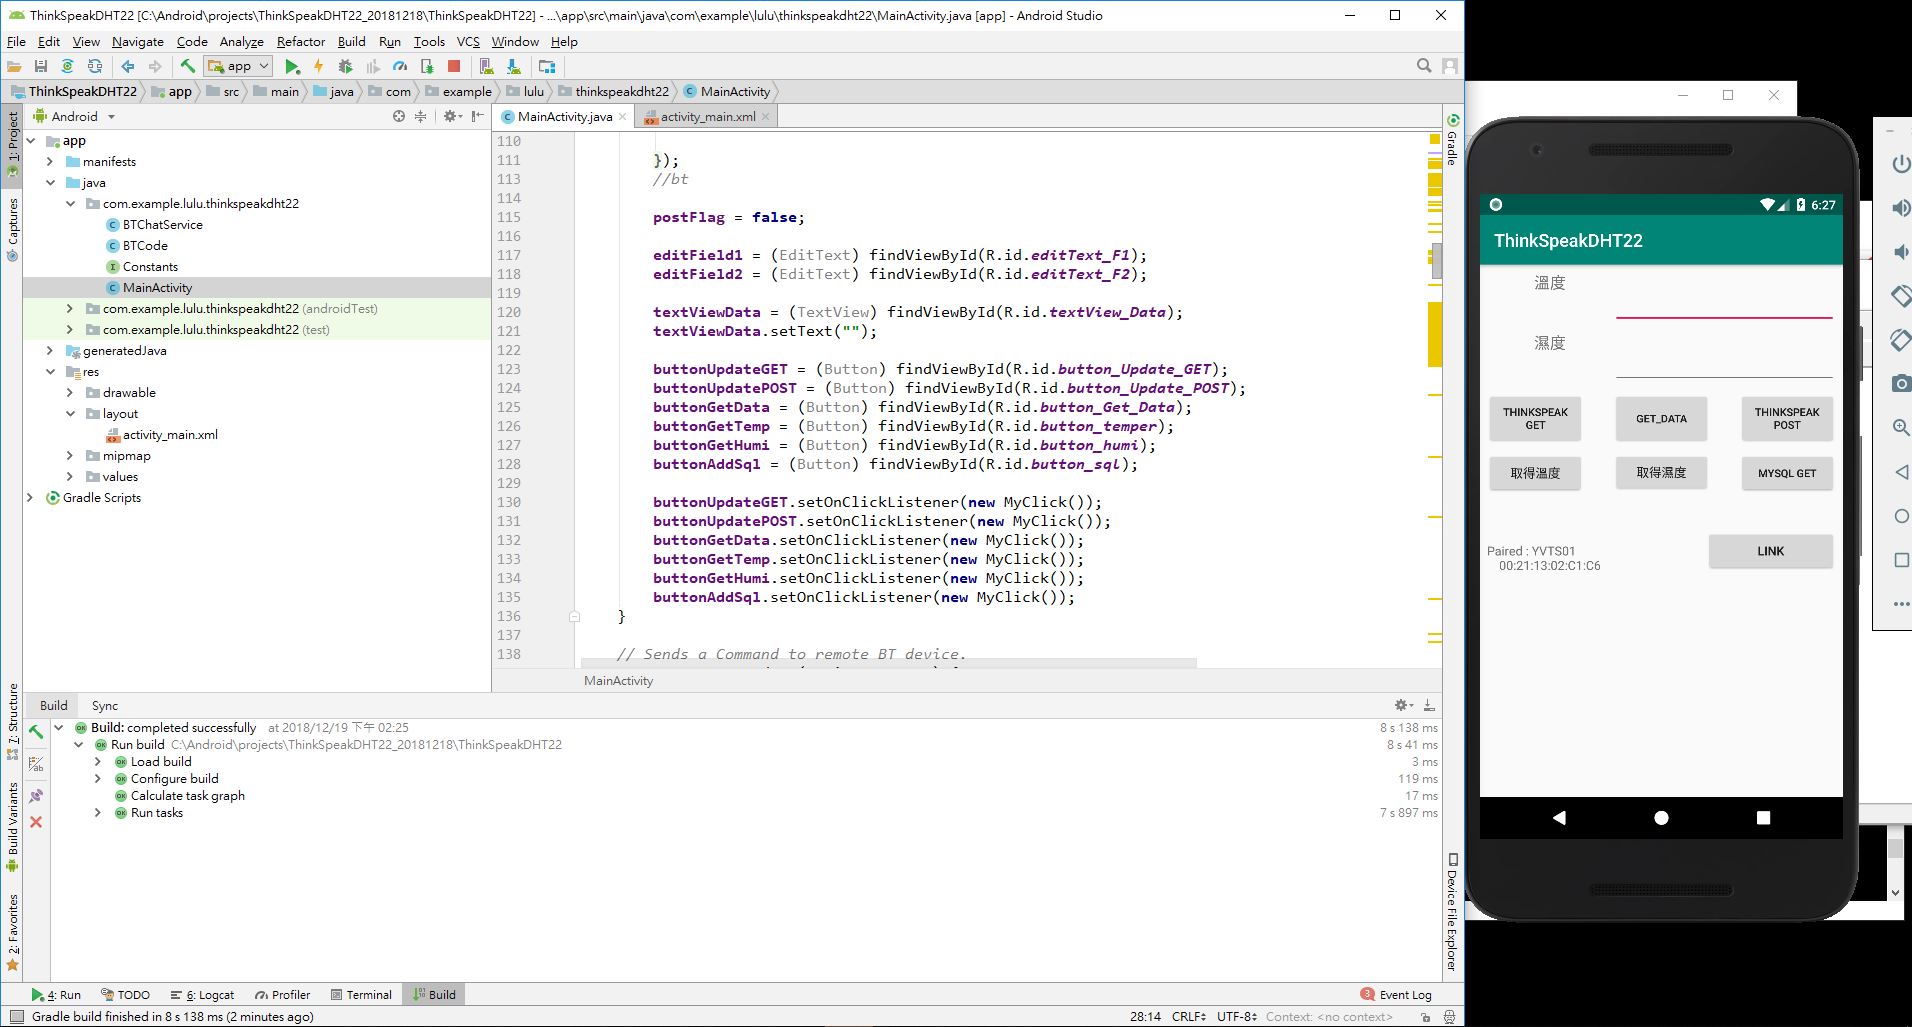 ThinkSpeakDHT22 [C:\Android\projects\ThinkSpeakDHT22_20181218\ThinkSpeakDHT22] - ...\app\src\main\java\com\example\lulu\thinkspeakdht22\MainActivity.java [app] - Android Studio
File Edit View Navigate Code Analyze Refactor Build Run Tools VCS Window Help
app
ThinkSpeakDHT22 app src main java com example lulu thinkspeakdht22 MainActivity
Android
MainActivity.java activity_main.xml
1: Project
Captures
7: Structure
Build Variants
2: Favorites
app
manifests
java
com.example.lulu.thinkspeakdht22
BTChatService
BTCode
Constants
MainActivity
com.example.lulu.thinkspeakdht22 (androidTest)
com.example.lulu.thinkspeakdht22 (test)
generatedJava
res
drawable
layout
activity_main.xml
mipmap
values
Gradle Scripts
110
111 });
113 //bt
114
115 postFlag = false;
116
117 editField1 = (EditText) findViewById(R.id.editText_F1);
118 editField2 = (EditText) findViewById(R.id.editText_F2);
119
120 textViewData = (TextView) findViewById(R.id.textView_Data);
121 textViewData.setText("");
122
123 buttonUpdateGET = (Button) findViewById(R.id.button_Update_GET);
124 buttonUpdatePOST = (Button) findViewById(R.id.button_Update_POST);
125 buttonGetData = (Button) findViewById(R.id.button_Get_Data);
126 buttonGetTemp = (Button) findViewById(R.id.button_temper);
127 buttonGetHumi = (Button) findViewById(R.id.button_humi);
128 buttonAddSql = (Button) findViewById(R.id.button_sql);
129
130 buttonUpdateGET.setOnClickListener(new MyClick());
131 buttonUpdatePOST.setOnClickListener(new MyClick());
132 buttonGetData.setOnClickListener(new MyClick());
133 buttonGetTemp.setOnClickListener(new MyClick());
134 buttonGetHumi.setOnClickListener(new MyClick());
135 buttonAddSql.setOnClickListener(new MyClick());
136 }
137
138 // Sends a Command to remote BT device.
MainActivity
Gradle
Device File Explorer
Build Sync
Build: completed successfully at 2018/12/19 下午 02:25 8 s 138 ms
Run build C:\Android\projects\ThinkSpeakDHT22_20181218\ThinkSpeakDHT22 8 s 41 ms
Load build 3 ms
Configure build 119 ms
Calculate task graph 17 ms
Run tasks 7 s 897 ms
4: Run TODO 6: Logcat Profiler Terminal Build 3 Event Log
Gradle build finished in 8 s 138 ms (2 minutes ago) 28:14 CRLF UTF-8 Context: <no context>
6:27
ThinkSpeakDHT22
溫度
濕度
THINKSPEAK GET
GET_DATA
THINKSPEAK POST
取得溫度
取得濕度
MYSQL GET
Paired : YVTS01
00:21:13:02:C1:C6
LINK